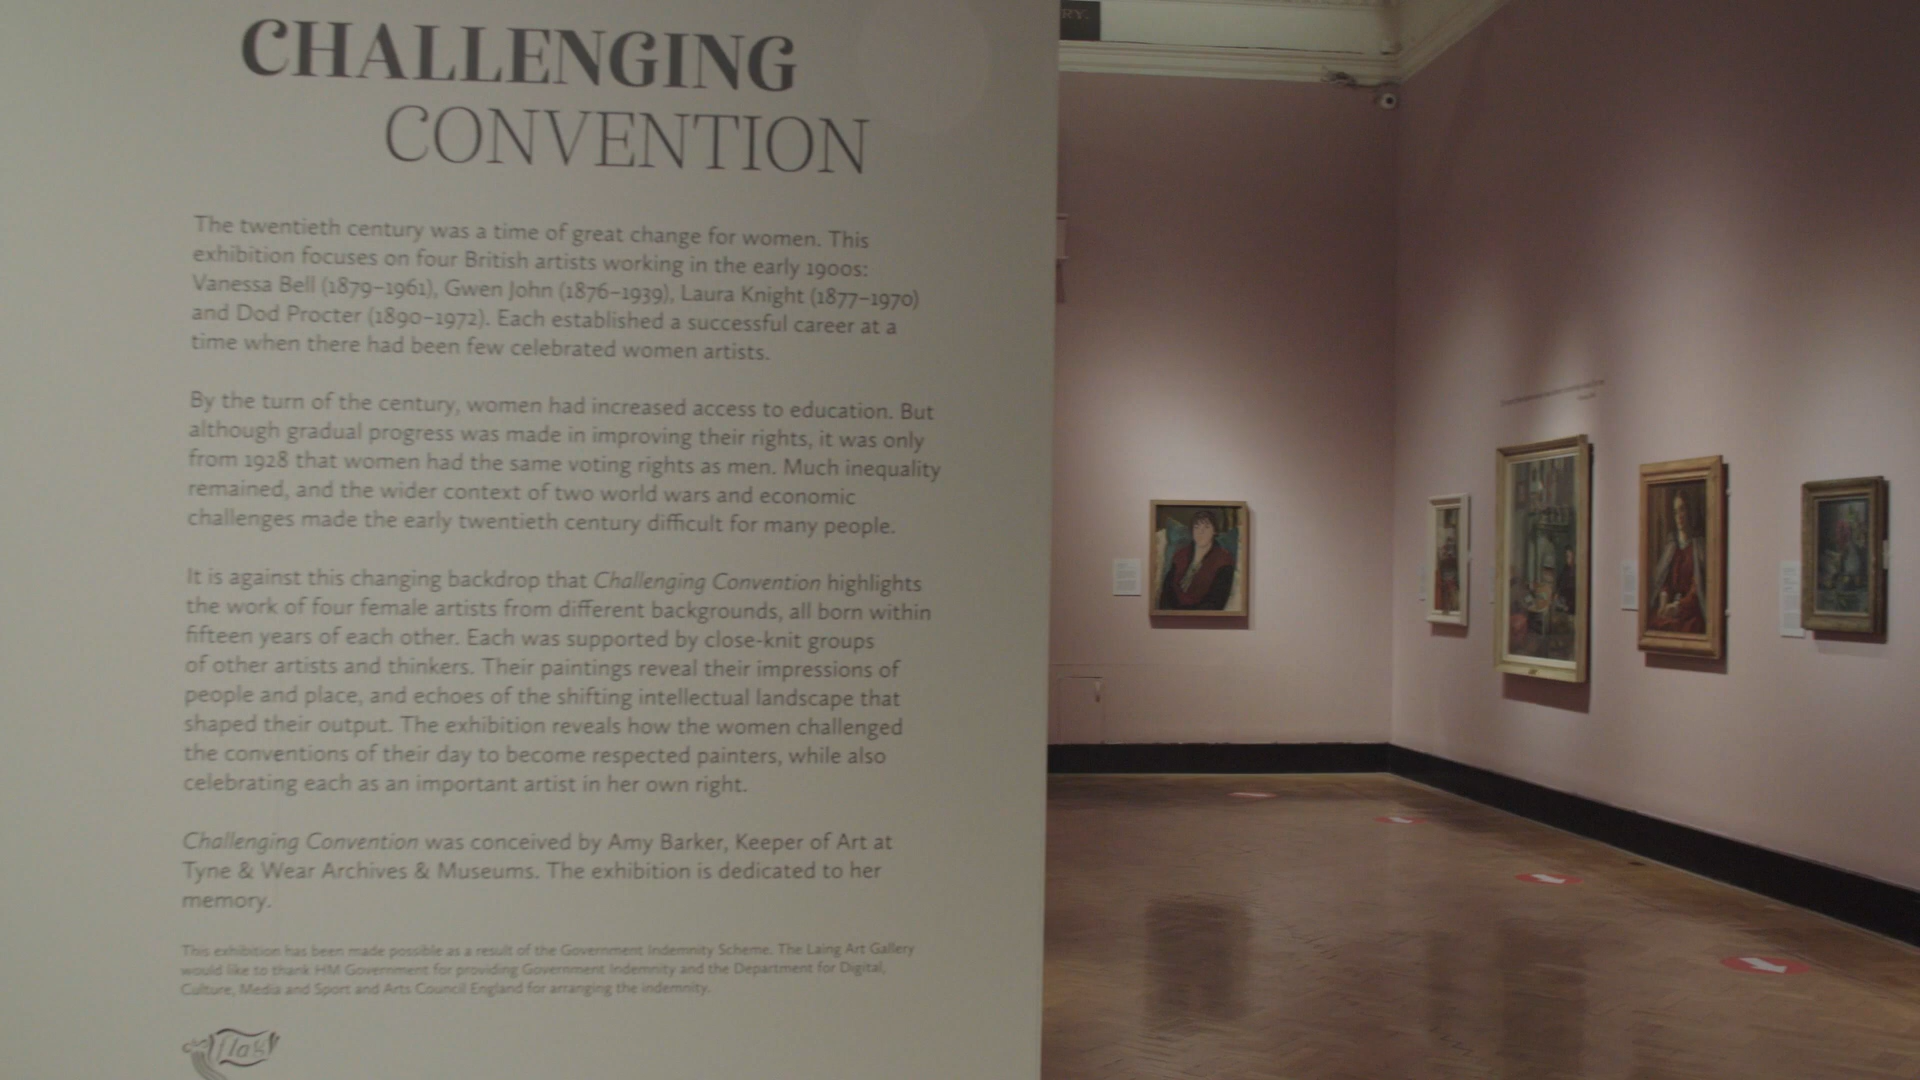 CHALLENGING
CONVENTION
The twentieth century was a time of great change for women. This
exhibition focuses on four British artists working in the early 1900s:
Vanessa Bell (1879–1961), Gwen John (1876–1939), Laura Knight (1877–1970)
and Dod Procter (1890–1972). Each established a successful career at a
time when there had been few celebrated women artists.
By the turn of the century, women had increased access to education. But
although gradual progress was made in improving their rights, it was only
from 1928 that women had the same voting rights as men. Much inequality
remained, and the wider context of two world wars and economic
challenges made the early twentieth century difficult for many people.
It is against this changing backdrop that Challenging Convention highlights
the work of four female artists from different backgrounds, all born within
fifteen years of each other. Each was supported by close-knit groups
of other artists and thinkers. Their paintings reveal their impressions of
people and place, and echoes of the shifting intellectual landscape that
shaped their output. The exhibition reveals how the women challenged
the conventions of their day to become respected painters, while also
celebrating each as an important artist in her own right.
Challenging Convention was conceived by Amy Barker, Keeper of Art at
Tyne & Wear Archives & Museums. The exhibition is dedicated to her
memory.
This exhibition has been made possible as a result of the Government Indemnity Scheme. The Laing Art Gallery
would like to thank HM Government for providing Government Indemnity and the Department for Digital,
Culture, Media and Sport and Arts Council England for arranging the indemnity.
flag
RY.